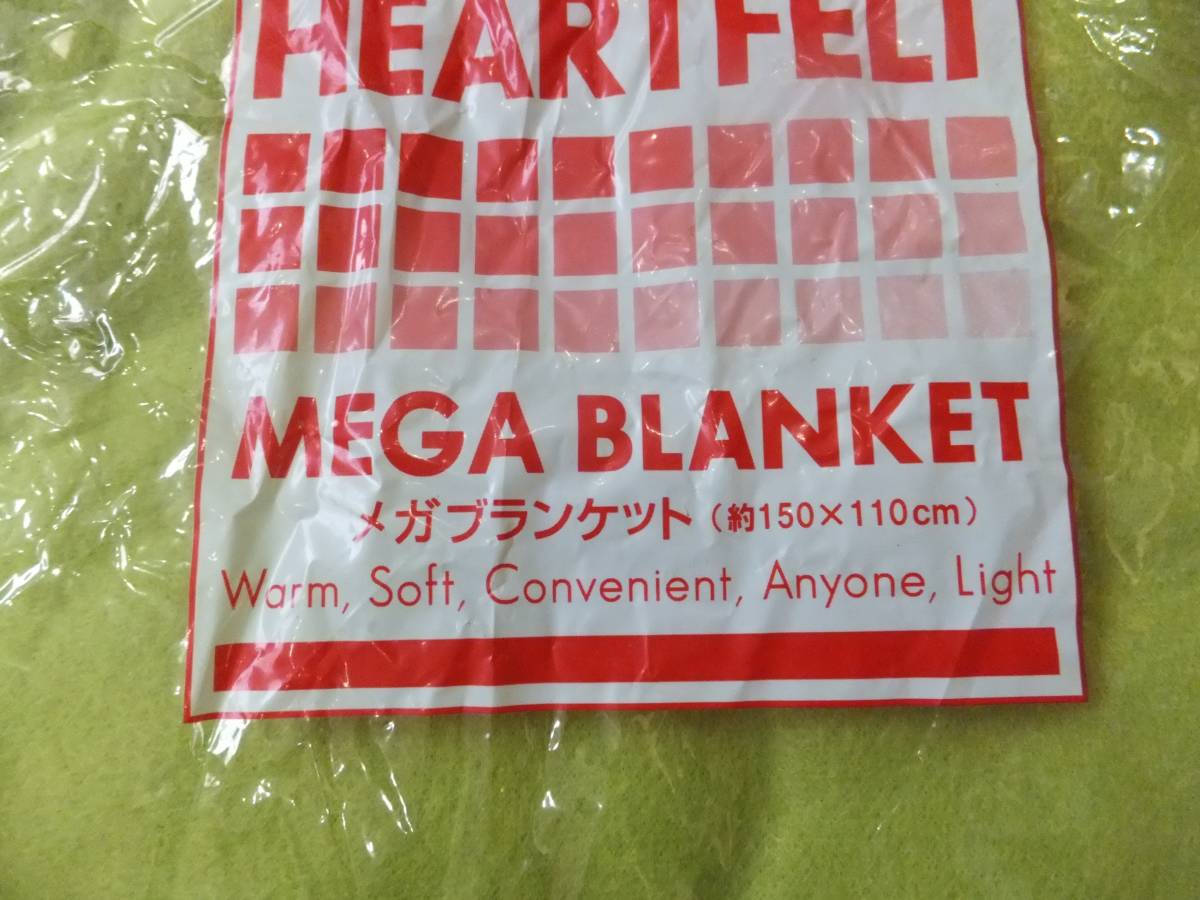 HEARTFELT
MEGA BLANKET
メガブランケット（約150×110cm）
Warm, Soft, Convenient, Anyone, Light